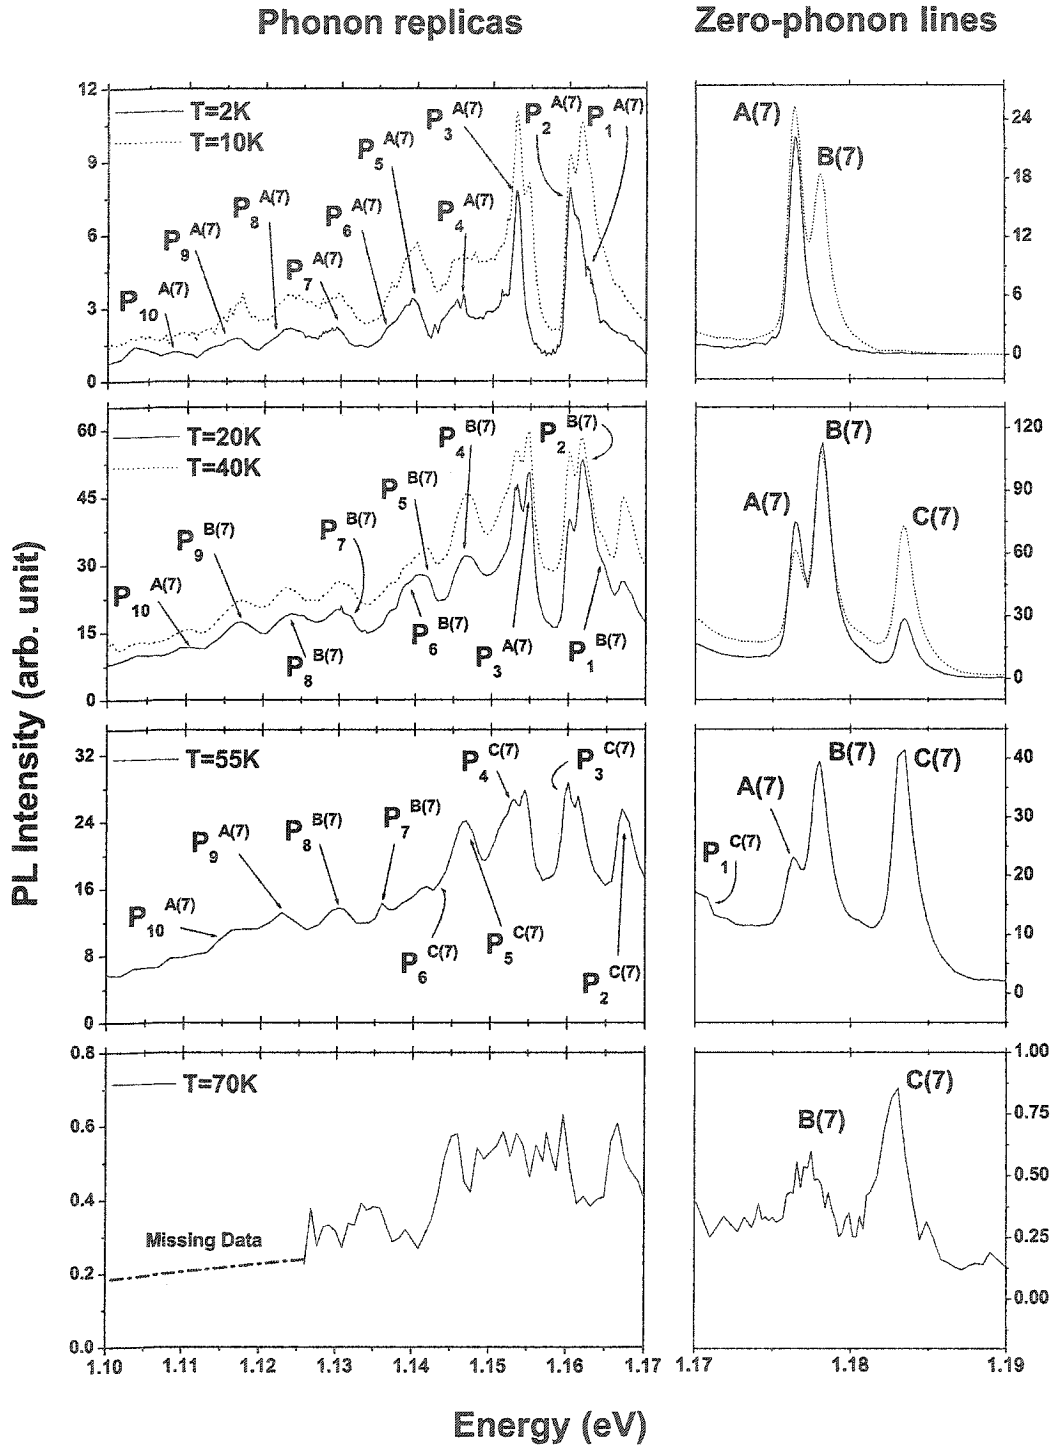 Phonon replicas
Zero-phonon lines
PL Intensity (arb. unit)
12
9
6
3
0
T=2K
T=10K
P10 A(7)
P9 A(7)
P8 A(7)
P7 A(7)
P6 A(7)
P5 A(7)
P4 A(7)
P3 A(7)
P2 A(7)
P1 A(7)
A(7)
B(7)
24
18
12
6
0
60
45
30
15
0
T=20K
T=40K
P10 A(7)
P9 B(7)
P8 B(7)
P7 B(7)
P6 B(7)
P5 B(7)
P4 B(7)
P3 A(7)
P2 B(7)
P1 B(7)
A(7)
B(7)
C(7)
120
90
60
30
0
32
24
16
8
0
T=55K
P10 A(7)
P9 A(7)
P8 B(7)
P7 B(7)
P6 C(7)
P5 C(7)
P4 C(7)
P3 C(7)
P2 C(7)
P1 C(7)
A(7)
B(7)
C(7)
40
30
20
10
0
0.8
0.6
0.4
0.2
0.0
T=70K
Missing Data
B(7)
C(7)
1.00
0.75
0.50
0.25
0.00
1.10 1.11 1.12 1.13 1.14 1.15 1.16 1.17
1.17 1.18 1.19
Energy (eV)